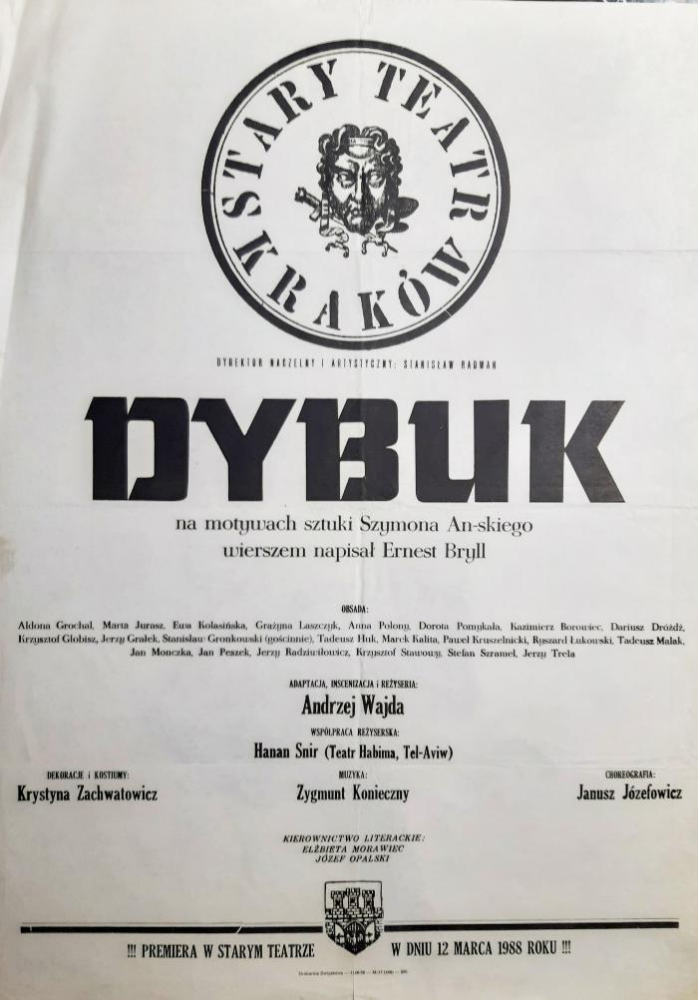 STARY TEATR
KRAKÓW
DYREKTOR NACZELNY I ARTYSTYCZNY: STANISŁAW RADWAN
DYBUK
na motywach sztuki Szymona An-skiego
wierszem napisał Ernest Bryll
OBSADA:
Aldona Grochal, Marta Jurasz, Ewa Kolasińska, Grażyna Laszczyk, Anna Polony, Dorota Pomykała, Kazimierz Borowiec, Dariusz Dróżdż,
Krzysztof Globisz, Jerzy Grałek, Stanisław Gronkowski (gościnnie), Tadeusz Huk, Marek Kalita, Paweł Kruszelnicki, Ryszard Łukowski, Tadeusz Malak,
Jan Monczka, Jan Peszek, Jerzy Radziwiłowicz, Krzysztof Stawowy, Stefan Szramel, Jerzy Trela
ADAPTACJA, INSCENIZACJA i REŻYSERIA:
Andrzej Wajda
WSPÓŁPRACA REŻYSERSKA:
Hanan Snir (Teatr Habima, Tel-Aviw)
DEKORACJE i KOSTIUMY: MUZYKA: CHOREOGRAFIA:
Krystyna Zachwatowicz Zygmunt Konieczny Janusz Józefowicz
KIEROWNICTWO LITERACKIE:
ELŻBIETA MORAWIEC
JÓZEF OPALSKI
!!! PREMIERA W STARYM TEATRZE W DNIU 12 MARCA 1988 ROKU !!!
Drukarnia Związkowa